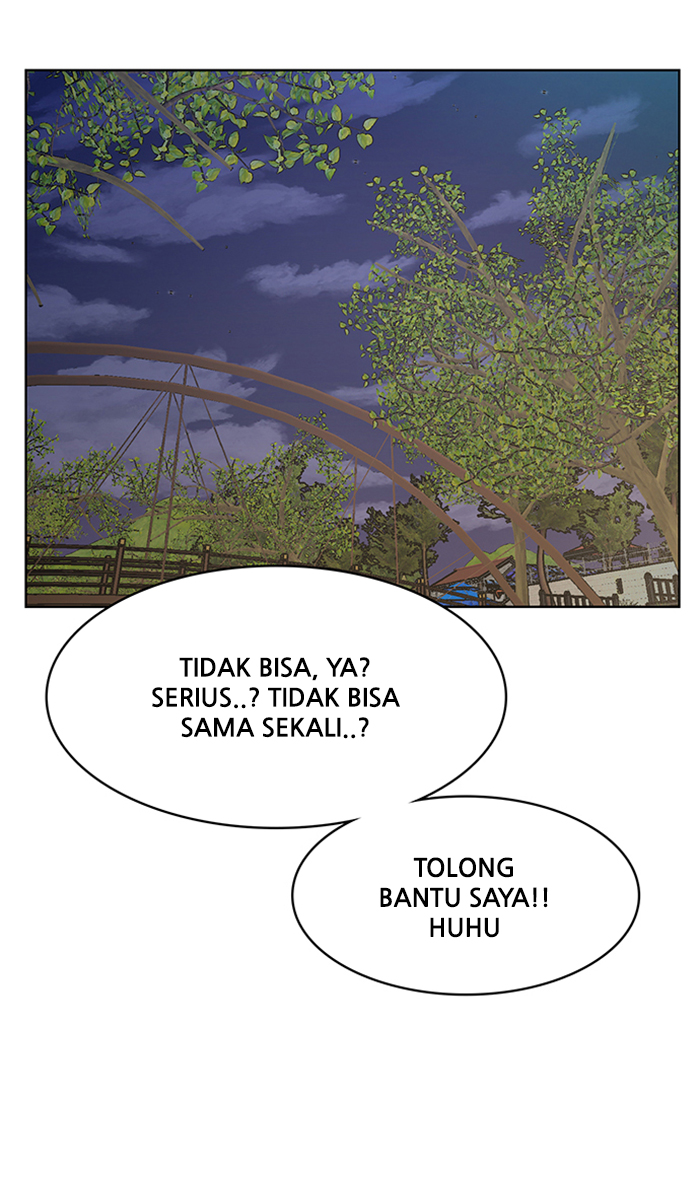 TIDAK BISA, YA?
SERIUS..? TIDAK BISA
SAMA SEKALI..?
TOLONG
BANTU SAYA!!
HUHU